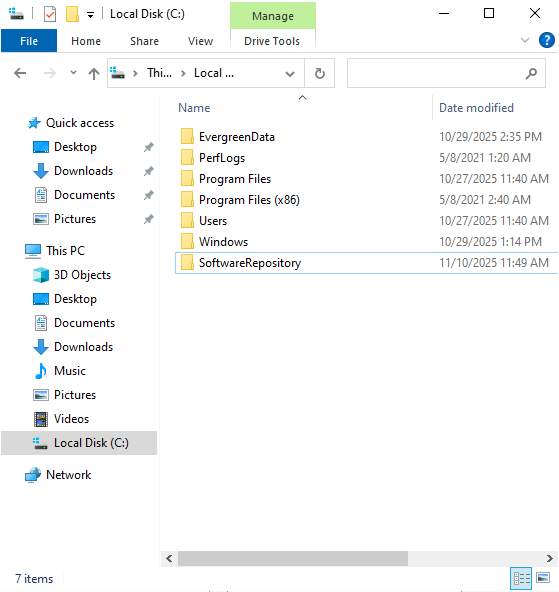 Local Disk (C:)
Manage
File
Home
Share
View
Drive Tools
Thi...
Local ...
Name
Date modified
Quick access
Desktop
Downloads
Documents
Pictures
This PC
3D Objects
Desktop
Documents
Downloads
Music
Pictures
Videos
Local Disk (C:)
Network
EvergreenData 10/29/2025 2:35 PM
PerfLogs 5/8/2021 1:20 AM
Program Files 10/27/2025 11:40 AM
Program Files (x86) 5/8/2021 2:40 AM
Users 10/27/2025 11:40 AM
Windows 10/29/2025 1:14 PM
SoftwareRepository 11/10/2025 11:49 AM
7 items